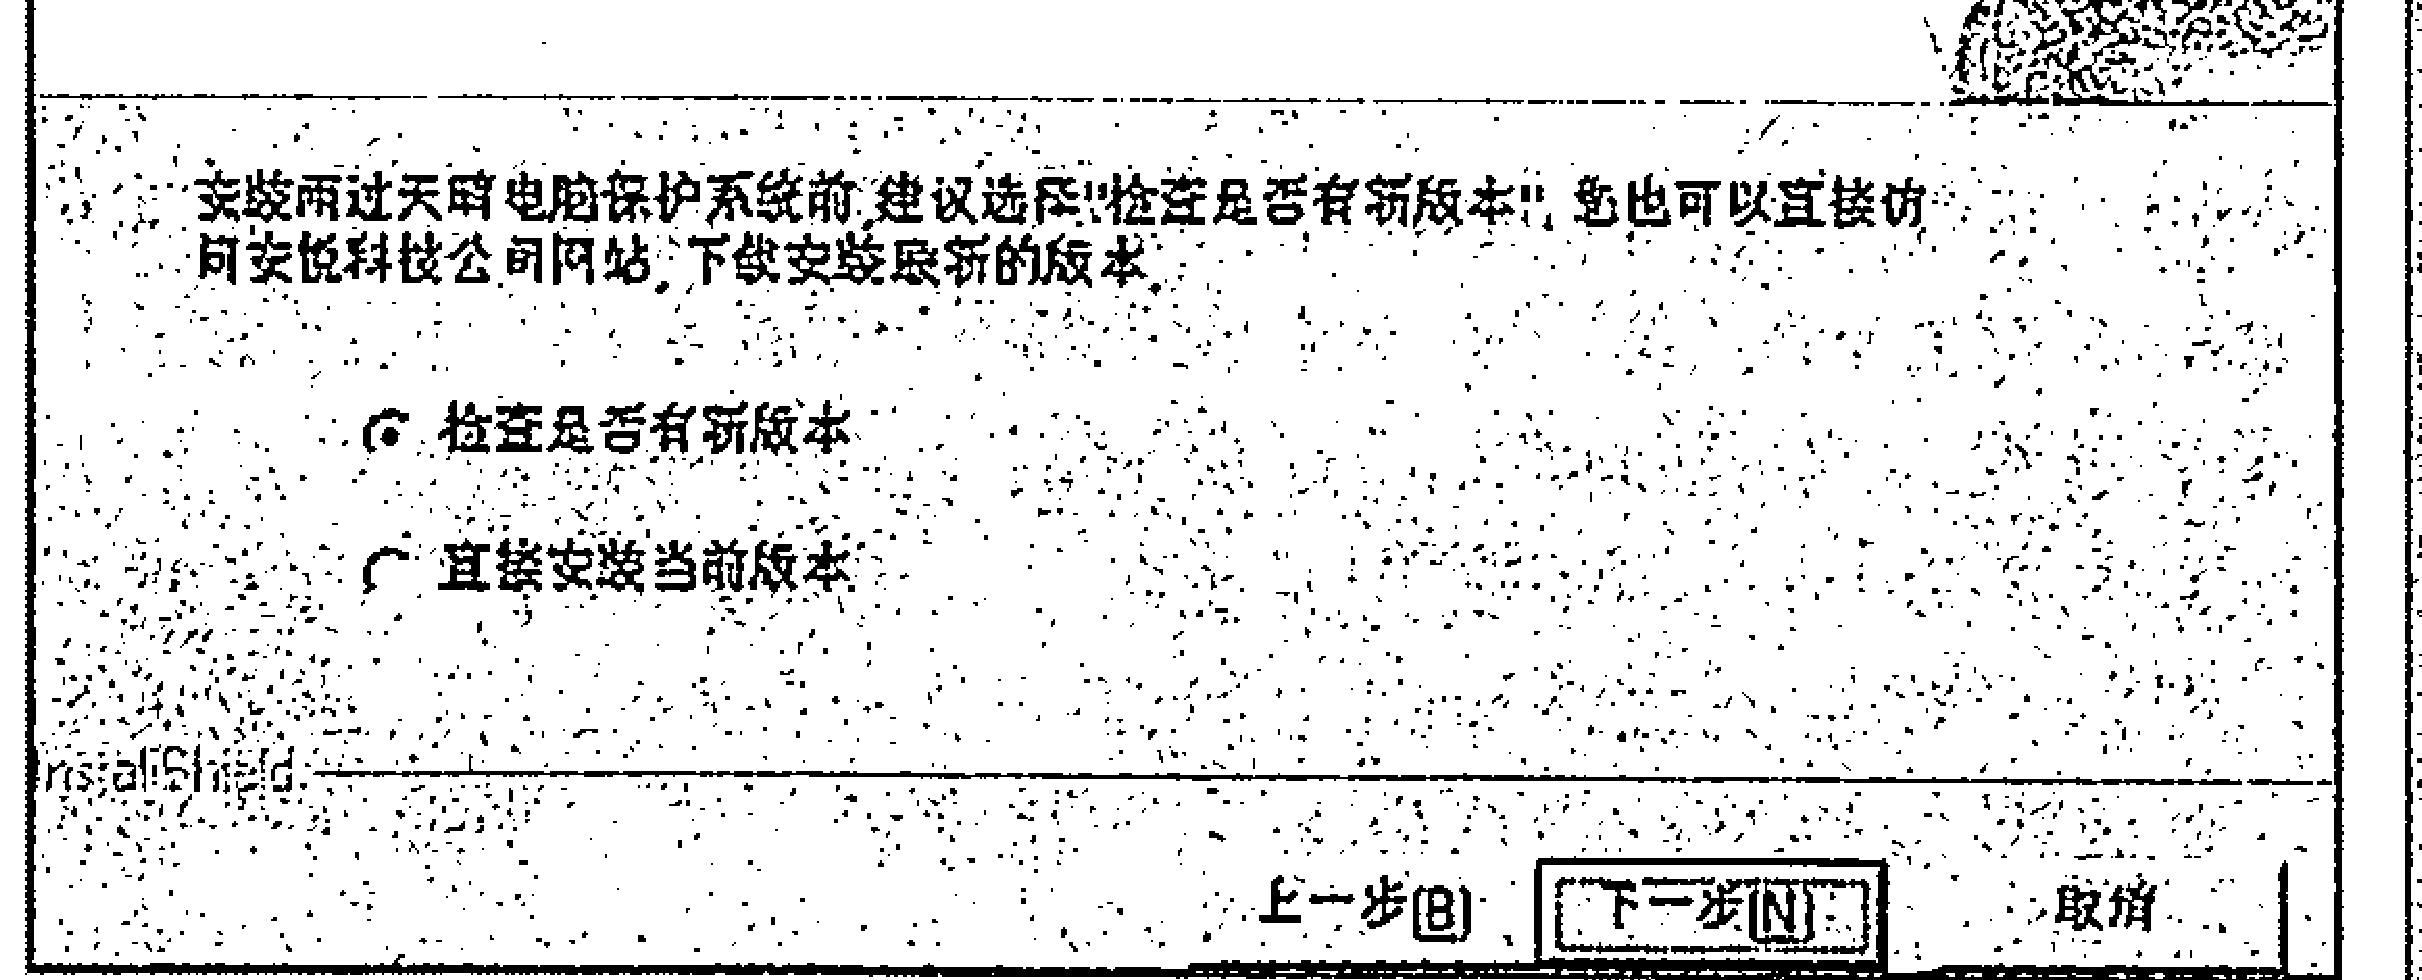 安装雨过天晴电脑保护系统前,建议选择"检查是否有新版本",您也可以直接访
问安悦科技公司网站,下载安装最新的版本.
检查是否有新版本
直接安装当前版本
InstallShield
上一步(B)
下一步(N)
取消